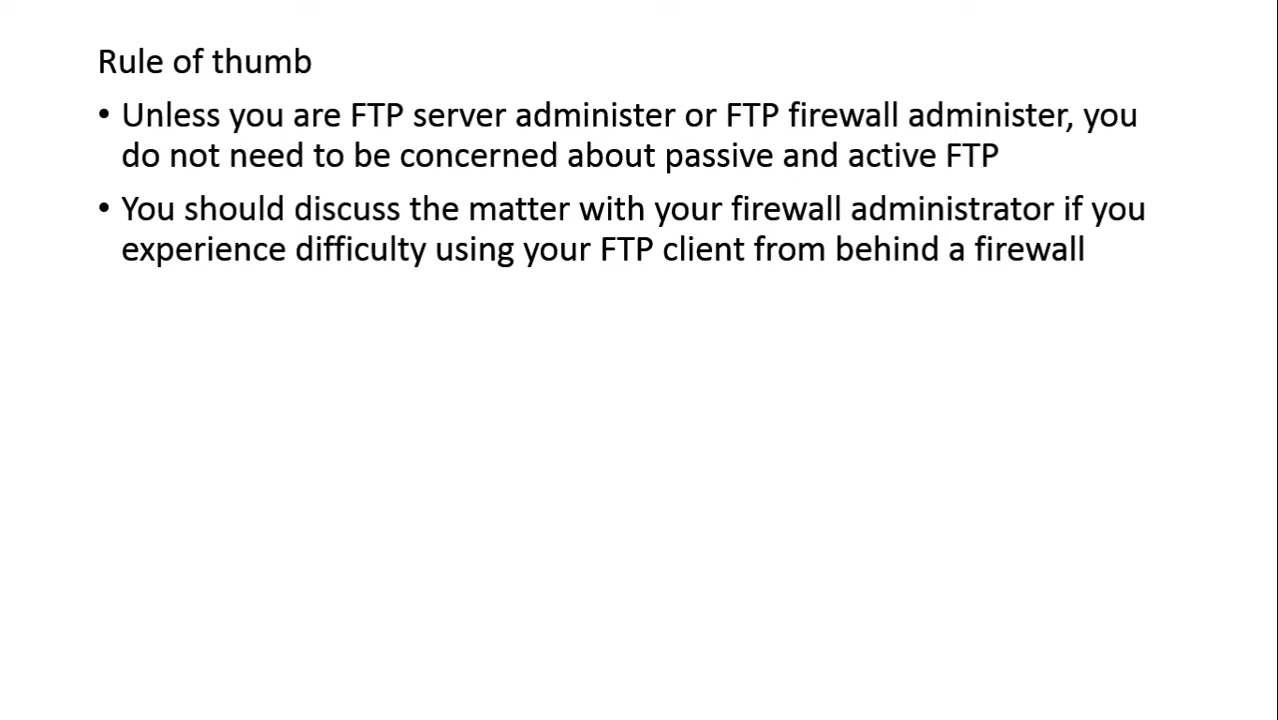 Rule of thumb
• Unless you are FTP server administer or FTP firewall administer, you
do not need to be concerned about passive and active FTP
• You should discuss the matter with your firewall administrator if you
experience difficulty using your FTP client from behind a firewall